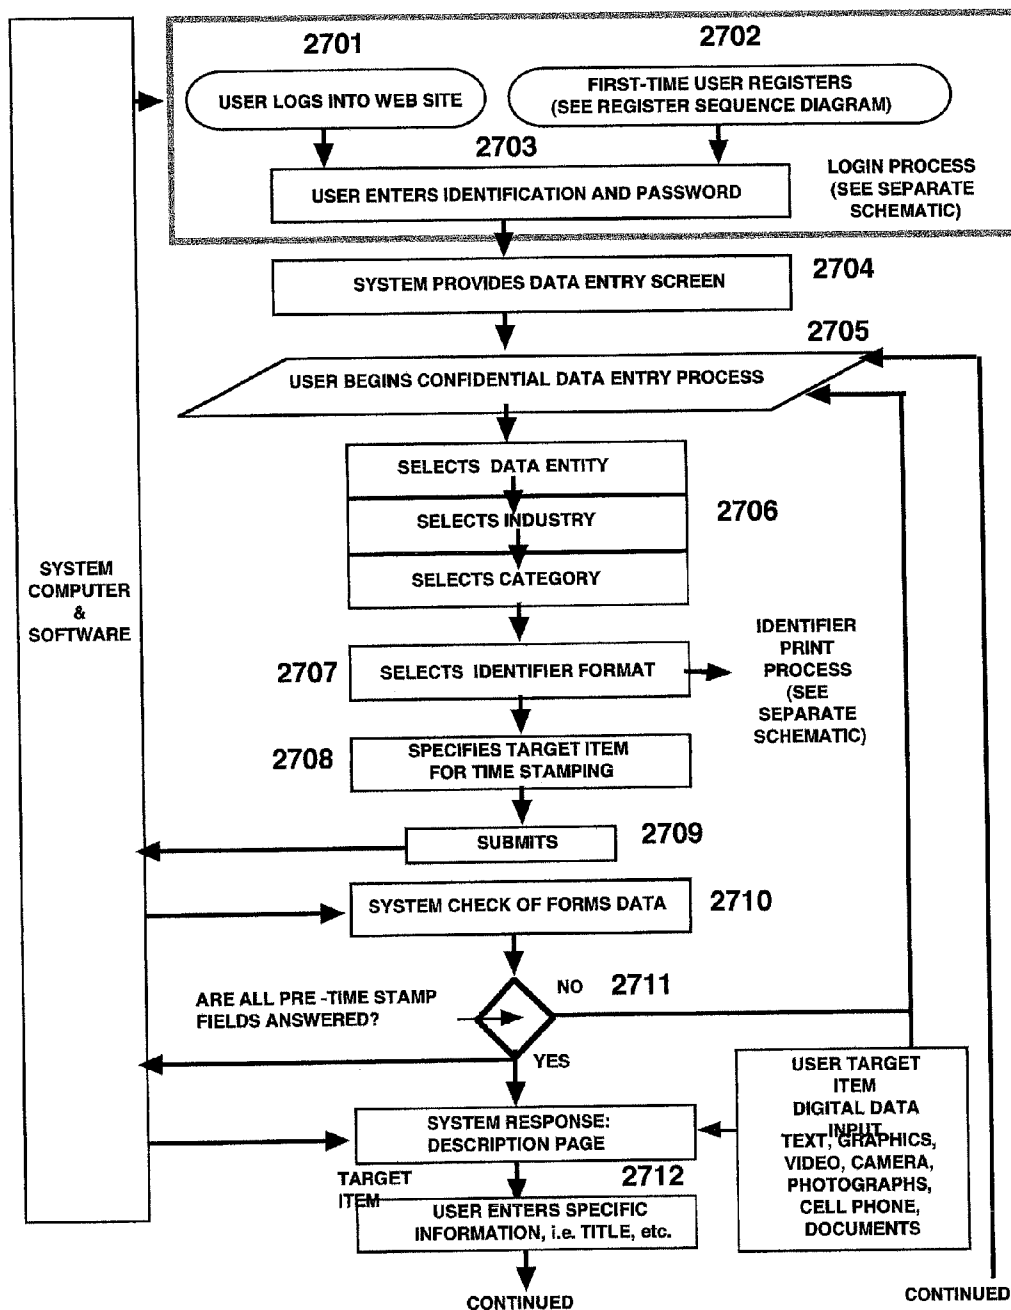 2701
2702
USER LOGS INTO WEB SITE
FIRST-TIME USER REGISTERS
(SEE REGISTER SEQUENCE DIAGRAM)
2703
USER ENTERS IDENTIFICATION AND PASSWORD
LOGIN PROCESS
(SEE SEPARATE
SCHEMATIC)
SYSTEM PROVIDES DATA ENTRY SCREEN
2704
2705
USER BEGINS CONFIDENTIAL DATA ENTRY PROCESS
SELECTS DATA ENTITY
SELECTS INDUSTRY
2706
SELECTS CATEGORY
SYSTEM
COMPUTER
&
SOFTWARE
2707
SELECTS IDENTIFIER FORMAT
IDENTIFIER
PRINT
PROCESS
(SEE
SEPARATE
SCHEMATIC)
2708
SPECIFIES TARGET ITEM
FOR TIME STAMPING
SUBMITS
2709
SYSTEM CHECK OF FORMS DATA
2710
ARE ALL PRE -TIME STAMP
FIELDS ANSWERED?
NO
2711
YES
USER TARGET
ITEM
DIGITAL DATA
INPUT
TEXT, GRAPHICS,
VIDEO, CAMERA,
PHOTOGRAPHS,
CELL PHONE,
DOCUMENTS
SYSTEM RESPONSE:
DESCRIPTION PAGE
2712
TARGET
ITEM
USER ENTERS SPECIFIC
INFORMATION, i.e. TITLE, etc.
CONTINUED
CONTINUED